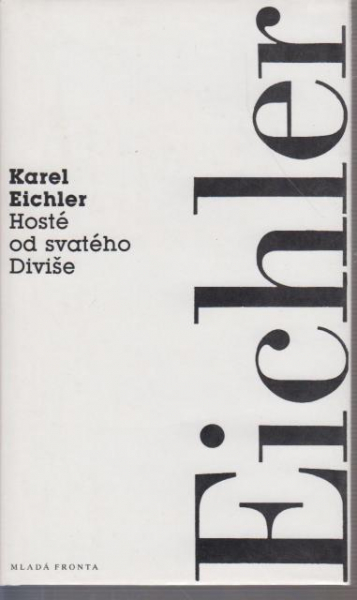 Karel
Eichler
Hosté
od svatého
Diviše
Eichler
MLADÁ FRONTA